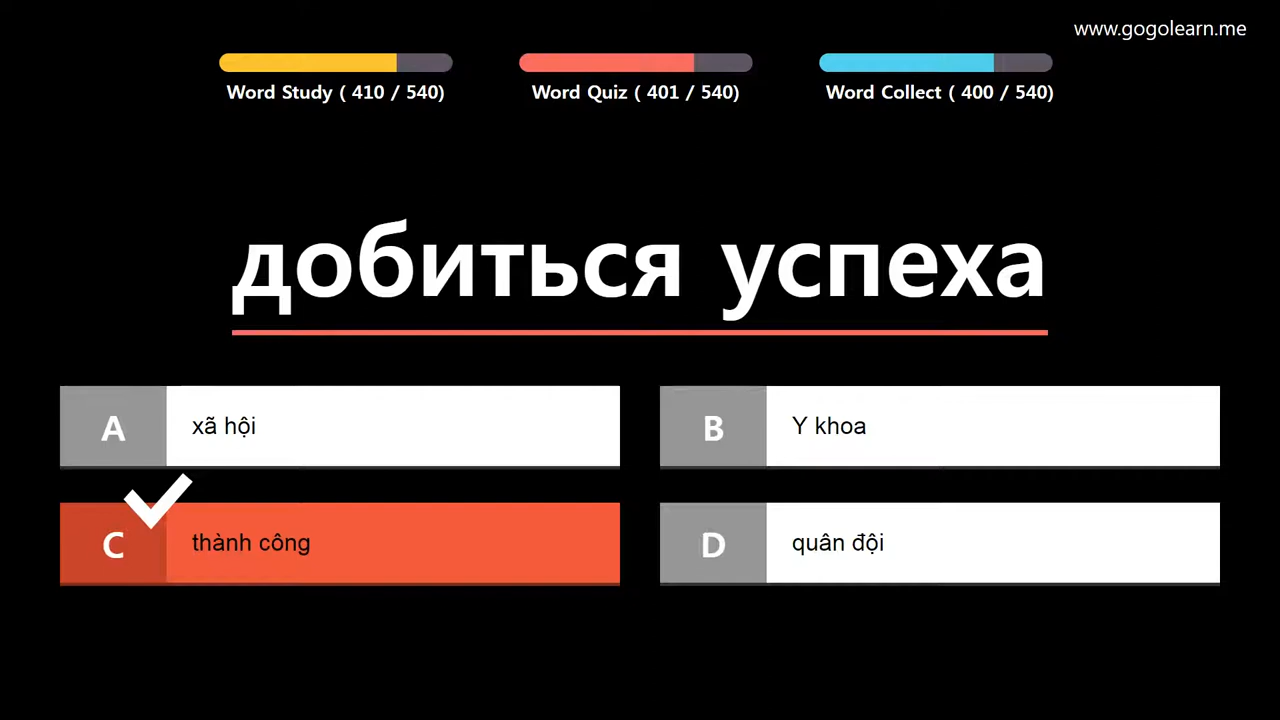 www.gogolearn.me
Word Study ( 410 / 540)
Word Quiz ( 401 / 540)
Word Collect ( 400 / 540)
добиться успеха
A
xã hội
B
Y khoa
C
thành công
D
quân đội